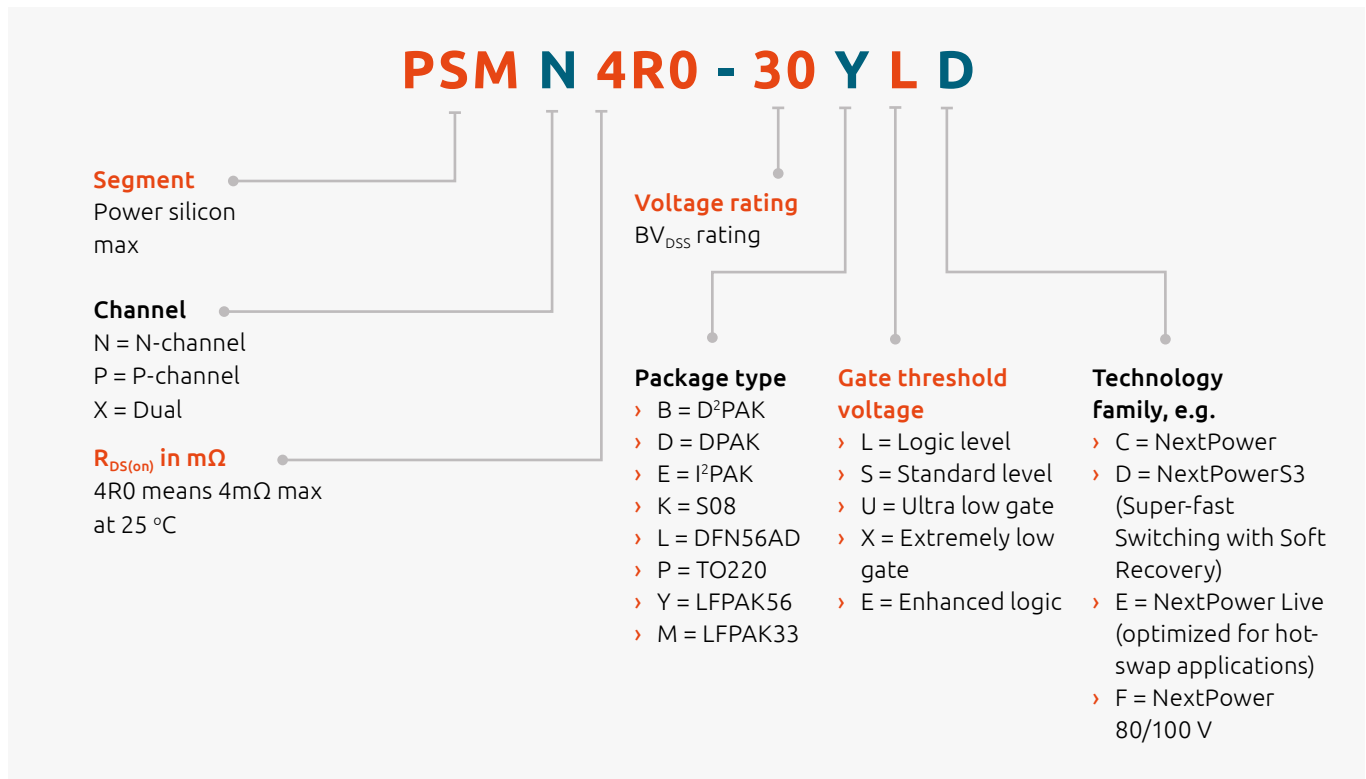 PSM N 4R0 - 30 Y L D
Segment
Power silicon
max
Channel
N = N-channel
P = P-channel
X = Dual
R_DS(on) in mΩ
4R0 means 4mΩ max
at 25 ºC
Voltage rating
BV_DSS rating
Package type
› B = D²PAK
› D = DPAK
› E = I²PAK
› K = S08
› L = DFN56AD
› P = TO220
› Y = LFPAK56
› M = LFPAK33
Gate threshold
voltage
› L = Logic level
› S = Standard level
› U = Ultra low gate
› X = Extremely low
gate
› E = Enhanced logic
Technology
family, e.g.
› C = NextPower
› D = NextPowerS3
(Super-fast
Switching with Soft
Recovery)
› E = NextPower Live
(optimized for hot-
swap applications)
› F = NextPower
80/100 V